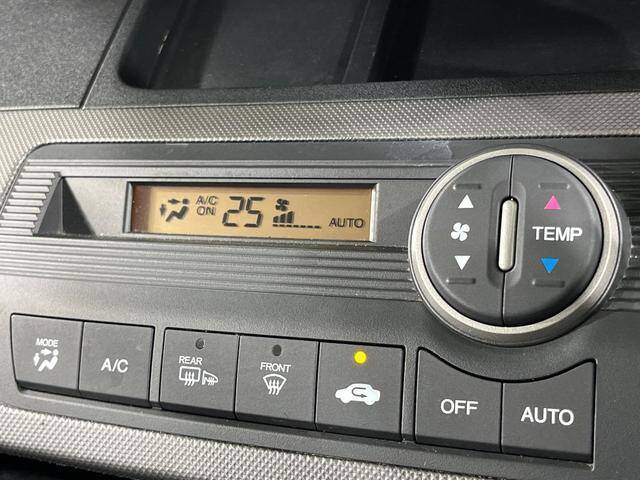 A/C
ON
25
AUTO
TEMP
MODE
A/C
REAR
FRONT
OFF
AUTO